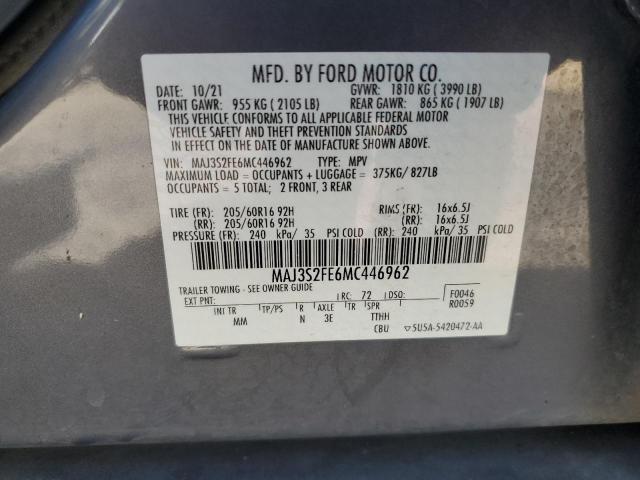 MFD. BY FORD MOTOR CO.
DATE: 10/21 GVWR: 1810 KG ( 3990 LB)
FRONT GAWR: 955 KG ( 2105 LB) REAR GAWR: 865 KG ( 1907 LB)
THIS VEHICLE CONFORMS TO ALL APPLICABLE FEDERAL MOTOR
VEHICLE SAFETY AND THEFT PREVENTION STANDARDS
IN EFFECT ON THE DATE OF MANUFACTURE SHOWN ABOVE.
VIN: MAJ3S2FE6MC446962 TYPE: MPV
MAXIMUM LOAD = OCCUPANTS + LUGGAGE = 375KG/ 827LB
OCCUPANTS = 5 TOTAL; 2 FRONT, 3 REAR
TIRE (FR): 205/60R16 92H RIMS (FR): 16x6.5J
(RR): 205/60R16 92H (RR): 16x6.5J
PRESSURE (FR): 240 kPa/ 35 PSI COLD (RR): 240 kPa/ 35 PSI COLD
MAJ3S2FE6MC446962
TRAILER TOWING - SEE OWNER GUIDE
EXT PNT: RC: 72 DSO: F0046
R0059
INT TR TP/PS R AXLE TR SPR
MM N 3E TTHH
CBU ▽5U5A-5420472-AA